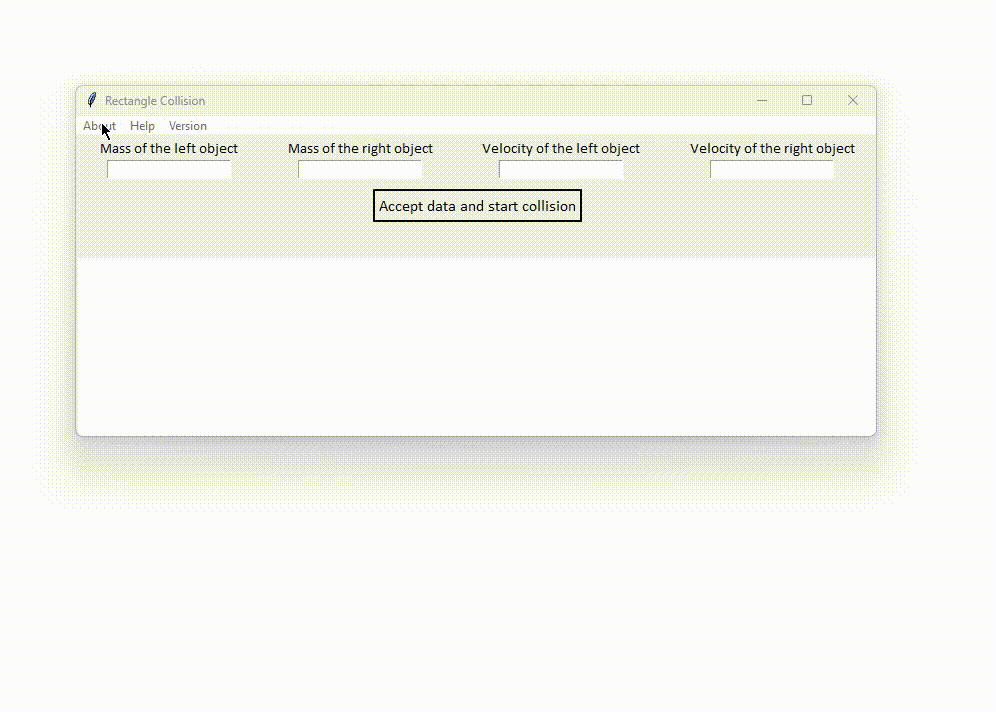 Rectangle Collision
About Help Version
Mass of the left object Mass of the right object Velocity of the left object Velocity of the right object
Accept data and start collision